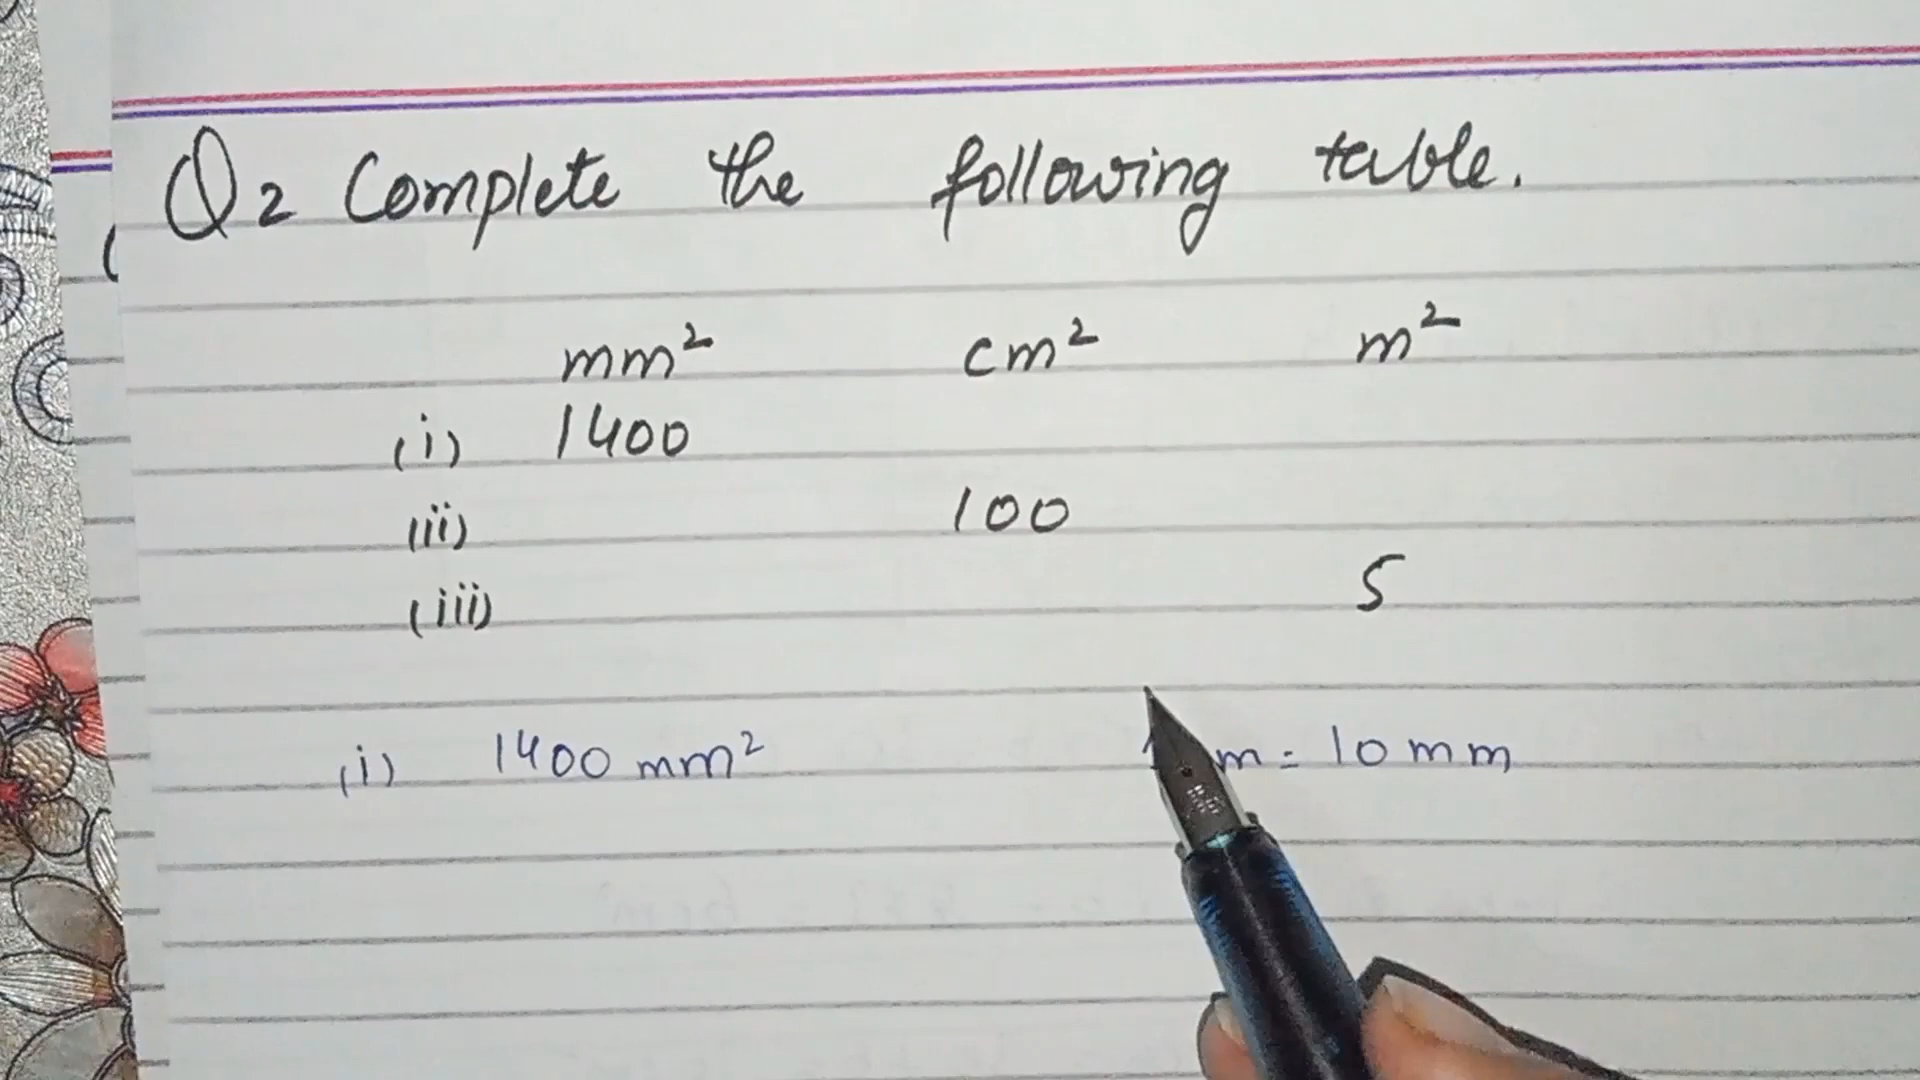 Q2 Complete the following table.
mm² cm² m²
(i) 1400
(ii) 100
(iii) 5
(i) 1400 mm² m = 10 mm